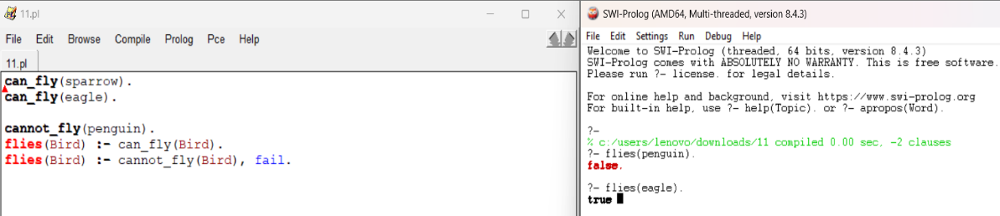 11.pl
File Edit Browse Compile Prolog Pce Help
11.pl
can_fly(sparrow).
can_fly(eagle).
cannot_fly(penguin).
flies(Bird) :- can_fly(Bird).
flies(Bird) :- cannot_fly(Bird), fail.
SWI-Prolog (AMD64, Multi-threaded, version 8.4.3)
File Edit Settings Run Debug Help
Welcome to SWI-Prolog (threaded, 64 bits, version 8.4.3)
SWI-Prolog comes with ABSOLUTELY NO WARRANTY. This is free software.
Please run ?- license. for legal details.
For online help and background, visit https://www.swi-prolog.org
For built-in help, use ?- help(Topic). or ?- apropos(Word).
?-
% c:/users/lenovo/downloads/11 compiled 0.00 sec, -2 clauses
?- flies(penguin).
false.
?- flies(eagle).
true